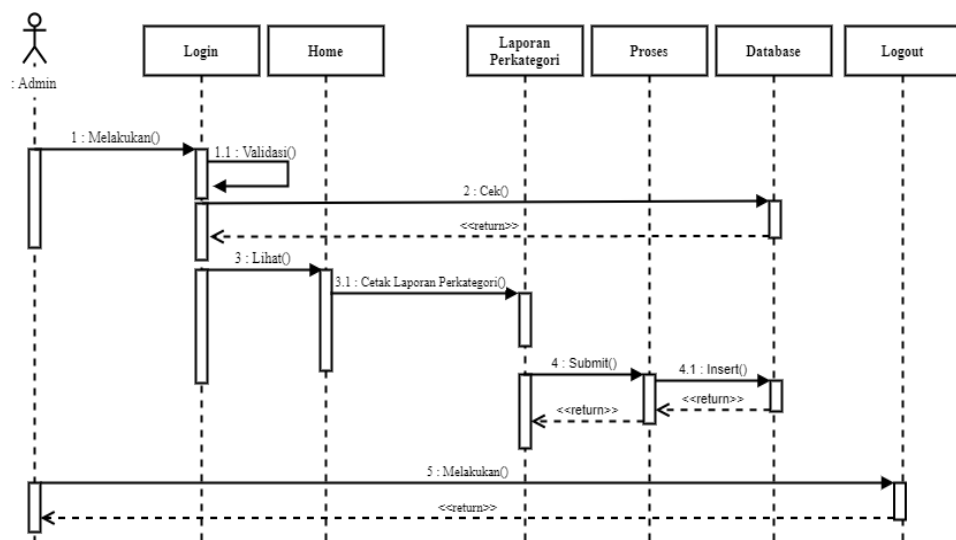 : Admin
Login
Home
Laporan
Perkategori
Proses
Database
Logout
1 : Melakukan()
1.1 : Validasi()
2 : Cek()
<<return>>
3 : Lihat()
3.1 : Cetak Laporan Perkategori()
4 : Submit()
4.1 : Insert()
<<return>>
<<return>>
5 : Melakukan()
<<return>>